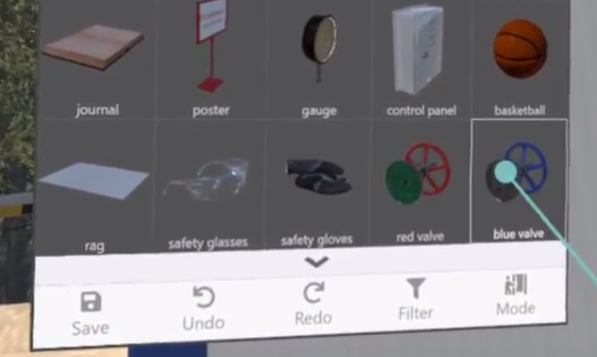 journal
poster
gauge
control panel
basketball
rag
safety glasses
safety gloves
red valve
blue valve
Save
Undo
Redo
Filter
Mode